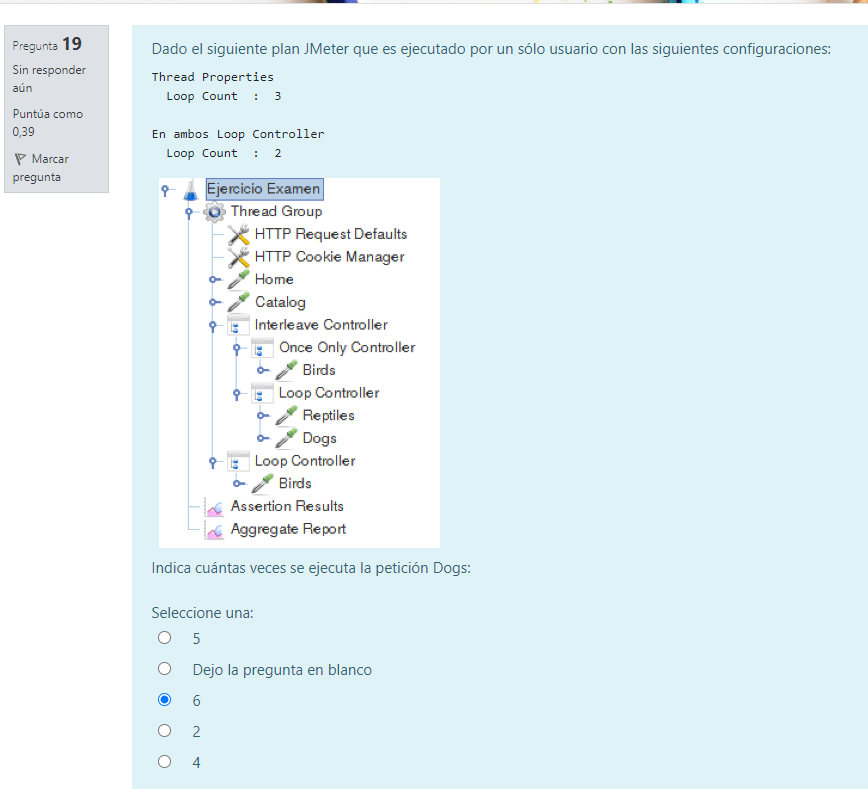 Pregunta 19
Sin responder
aún
Puntúa como
0,39
Marcar
pregunta
Dado el siguiente plan JMeter que es ejecutado por un sólo usuario con las siguientes configuraciones:
Thread Properties
Loop Count : 3
En ambos Loop Controller
Loop Count : 2
Ejercicio Examen
Thread Group
HTTP Request Defaults
HTTP Cookie Manager
Home
Catalog
Interleave Controller
Once Only Controller
Birds
Loop Controller
Reptiles
Dogs
Loop Controller
Birds
Assertion Results
Aggregate Report
Indica cuántas veces se ejecuta la petición Dogs:
Seleccione una:
5
Dejo la pregunta en blanco
6
2
4